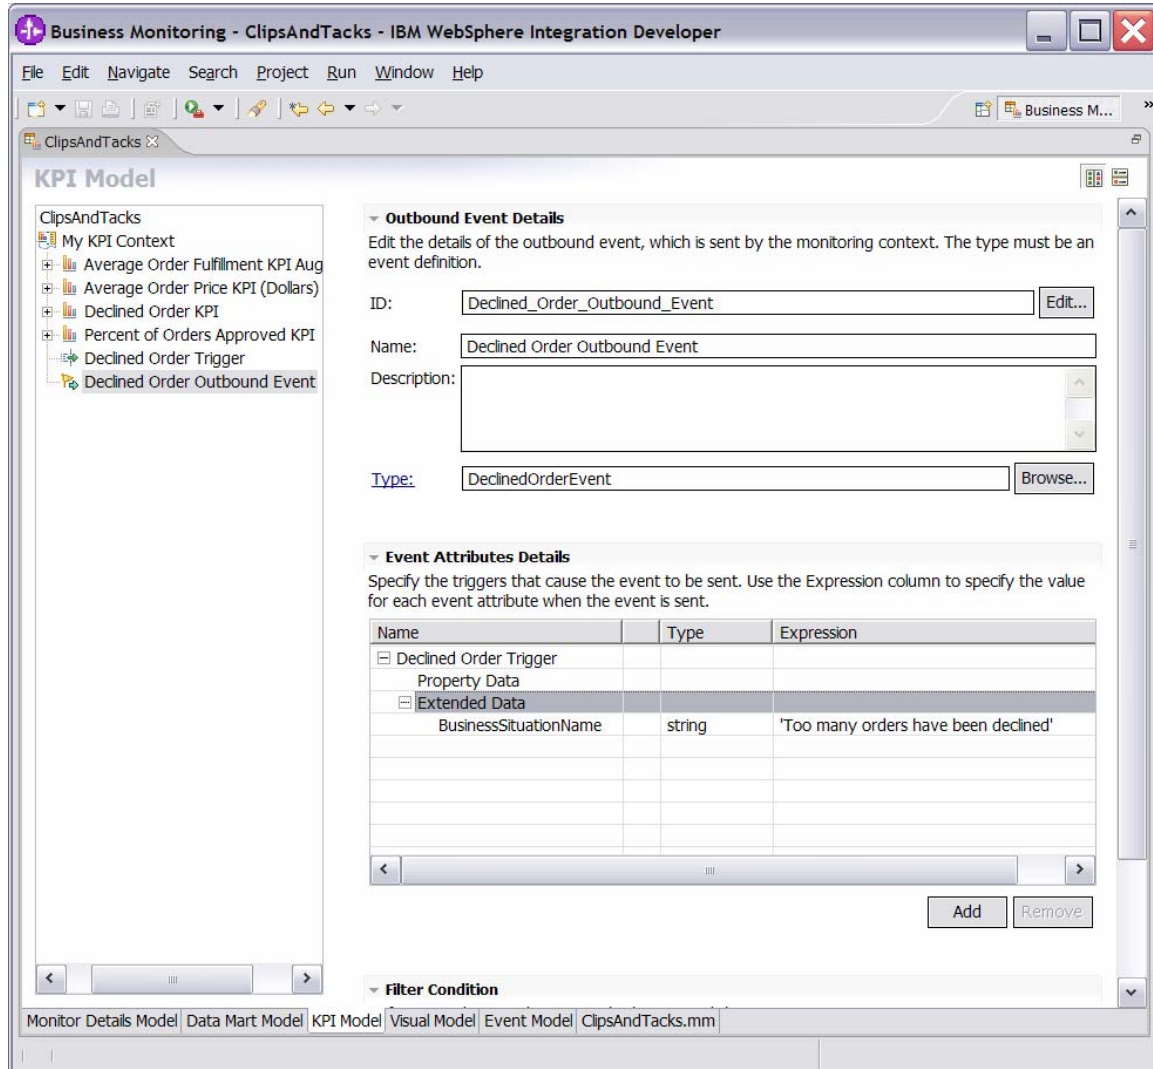 Business Monitoring - ClipsAndTacks - IBM WebSphere Integration Developer
File Edit Navigate Search Project Run Window Help
Business M... »
ClipsAndTacks
KPI Model
ClipsAndTacks
My KPI Context
Average Order Fulfillment KPI Aug
Average Order Price KPI (Dollars)
Declined Order KPI
Percent of Orders Approved KPI
Declined Order Trigger
Declined Order Outbound Event
Outbound Event Details
Edit the details of the outbound event, which is sent by the monitoring context. The type must be an
event definition.
ID: Declined_Order_Outbound_Event Edit...
Name: Declined Order Outbound Event
Description:
Type: DeclinedOrderEvent Browse...
Event Attributes Details
Specify the triggers that cause the event to be sent. Use the Expression column to specify the value
for each event attribute when the event is sent.
Name Type Expression
Declined Order Trigger
Property Data
Extended Data
BusinessSituationName string 'Too many orders have been declined'
Add Remove
Filter Condition
Monitor Details Model Data Mart Model KPI Model Visual Model Event Model ClipsAndTacks.mm